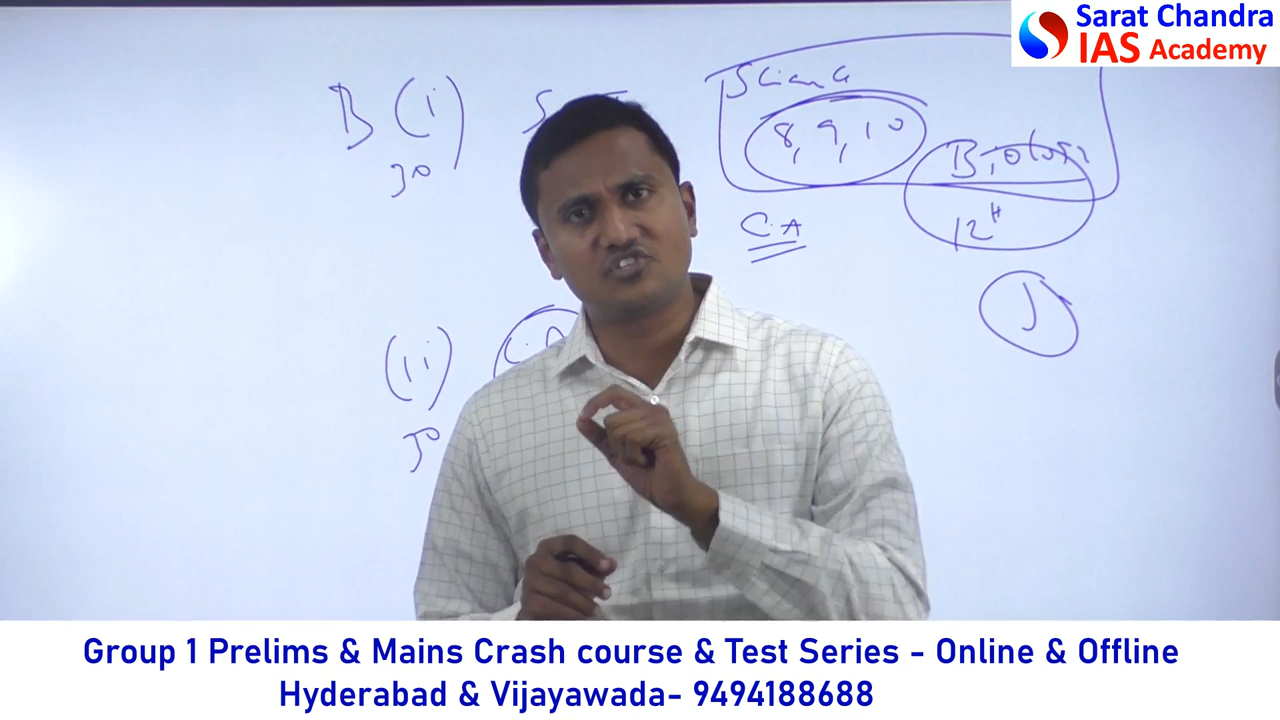 Sarat Chandra
IAS Academy
B (i)
30
Science
8, 9, 10
Biology
12th
C.A
(ii)
30
Group 1 Prelims & Mains Crash course & Test Series - Online & Offline
Hyderabad & Vijayawada- 9494188688